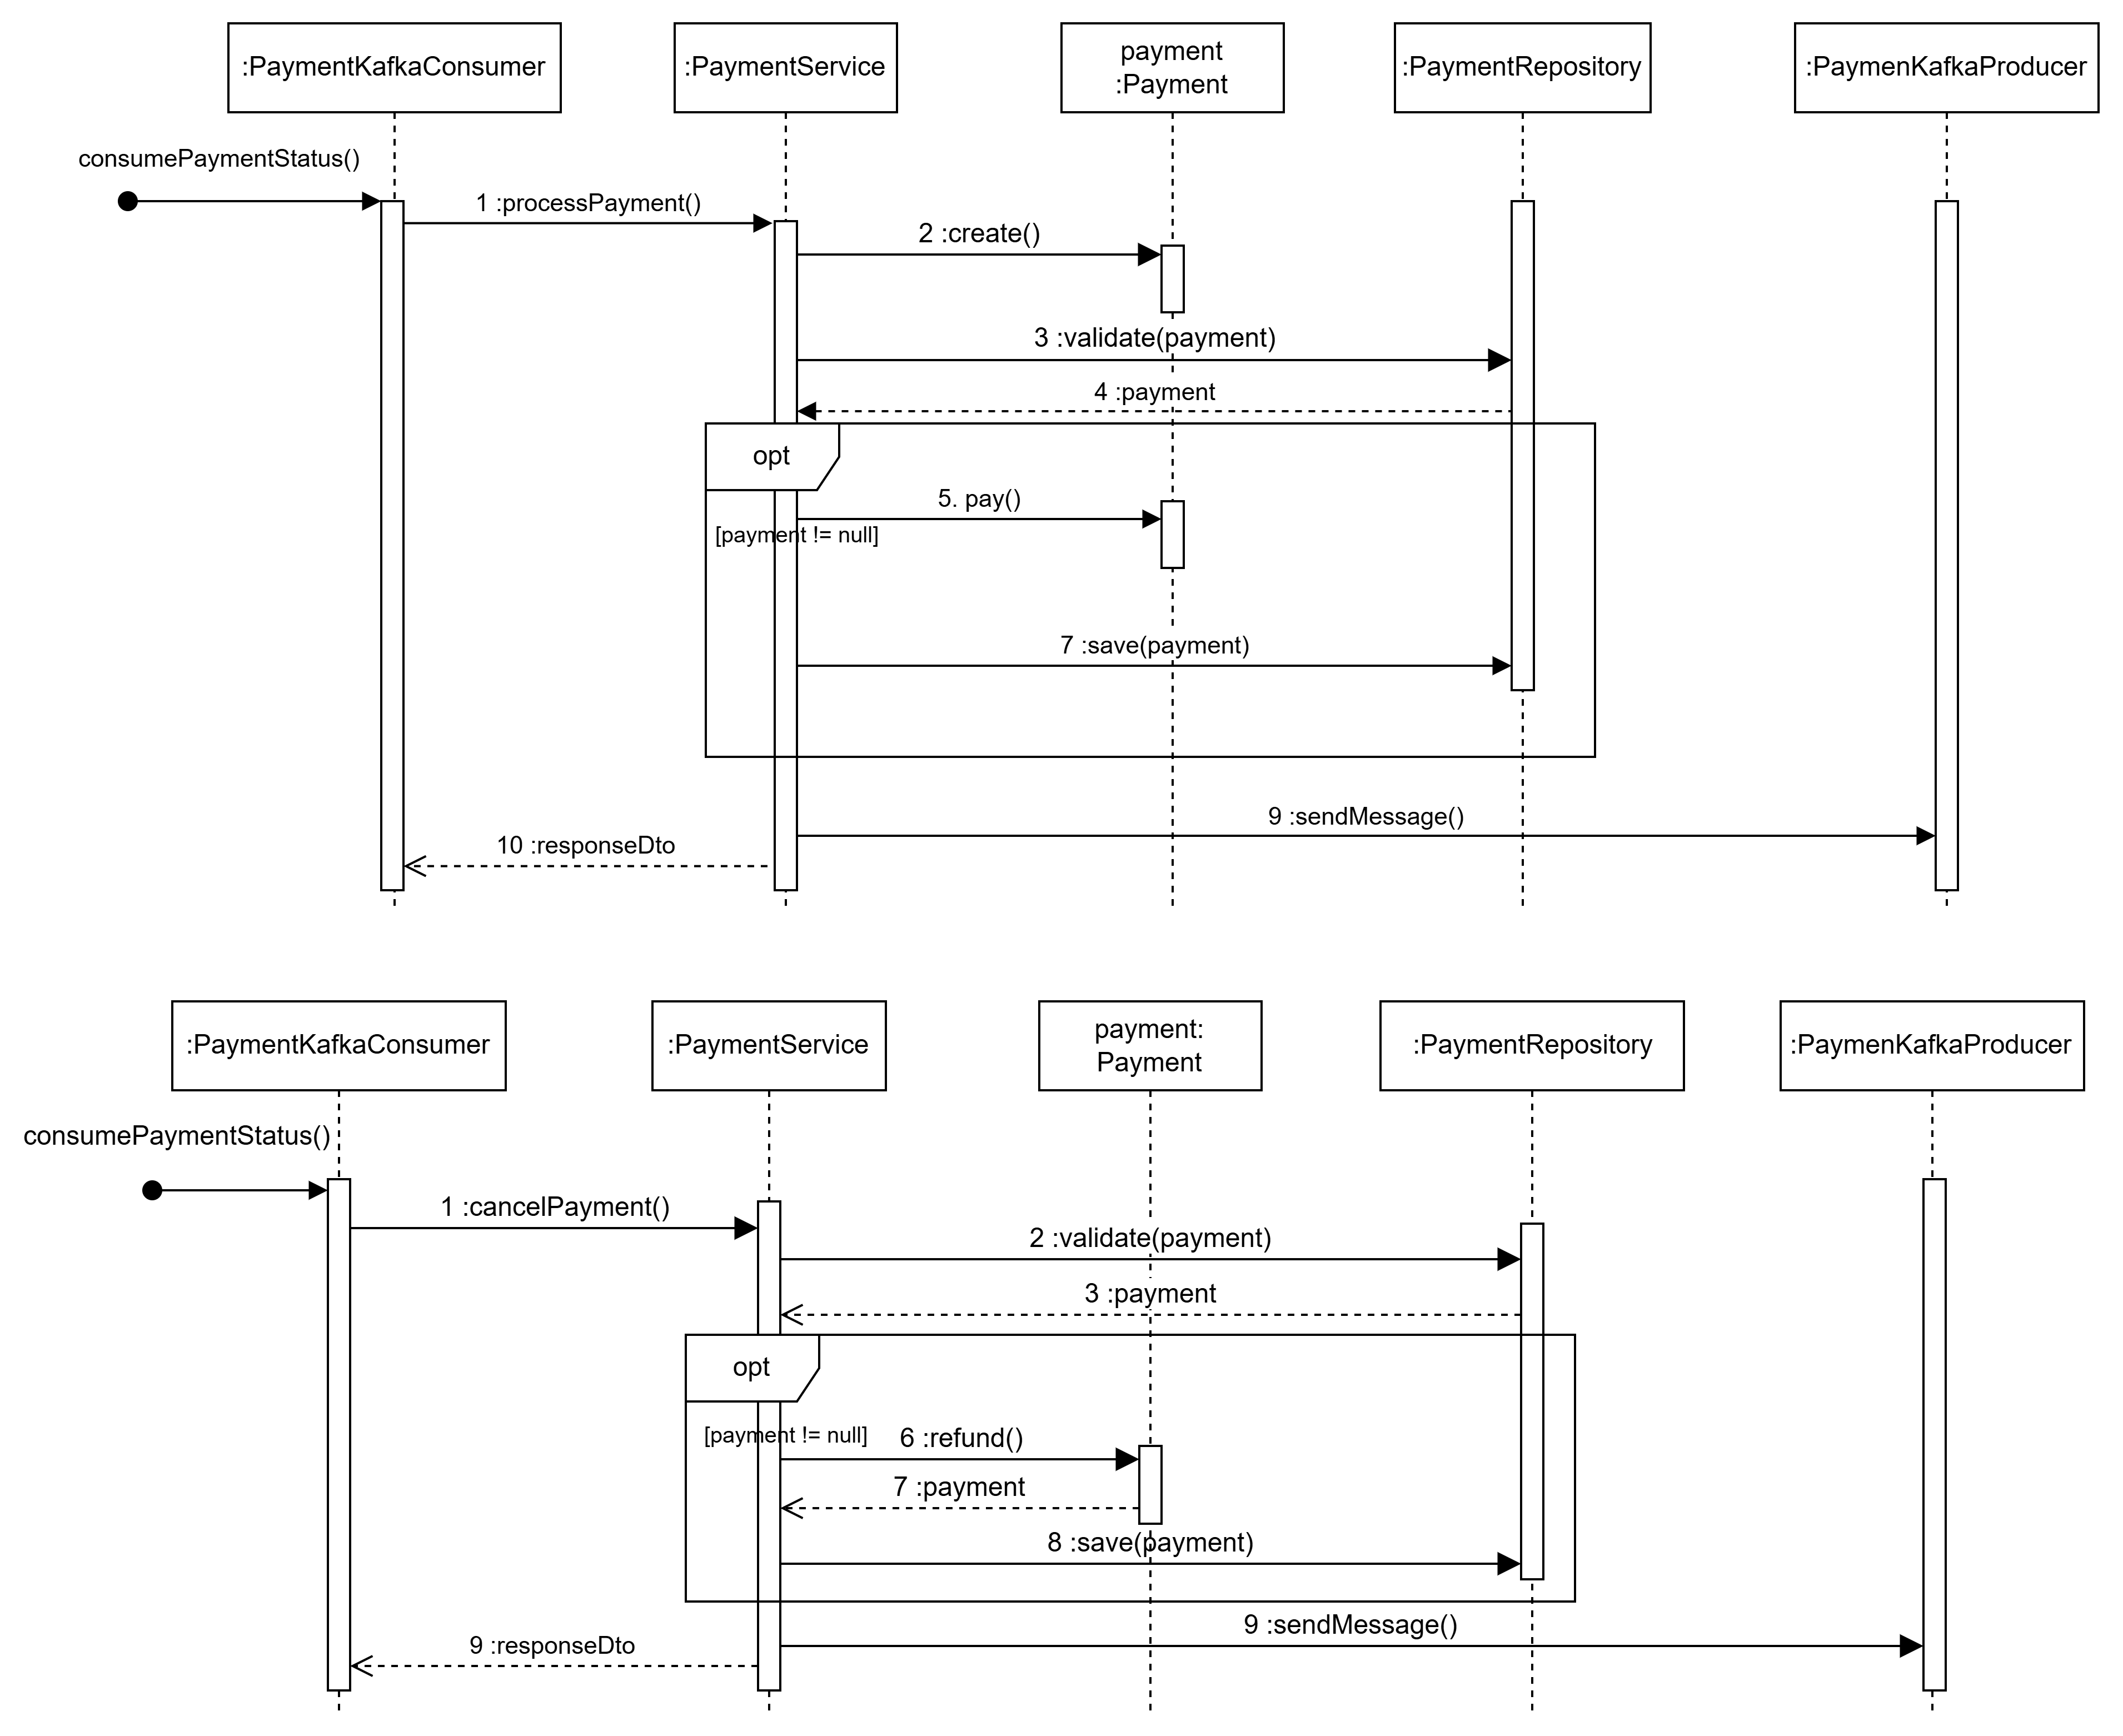 :PaymentKafkaConsumer
:PaymentService
payment
:Payment
:PaymentRepository
:PaymenKafkaProducer
consumePaymentStatus()
1 :processPayment()
2 :create()
3 :validate(payment)
4 :payment
opt
5. pay()
[payment != null]
7 :save(payment)
9 :sendMessage()
10 :responseDto
:PaymentKafkaConsumer
:PaymentService
payment:
Payment
:PaymentRepository
:PaymenKafkaProducer
consumePaymentStatus()
1 :cancelPayment()
2 :validate(payment)
3 :payment
opt
[payment != null]
6 :refund()
7 :payment
8 :save(payment)
9 :sendMessage()
9 :responseDto